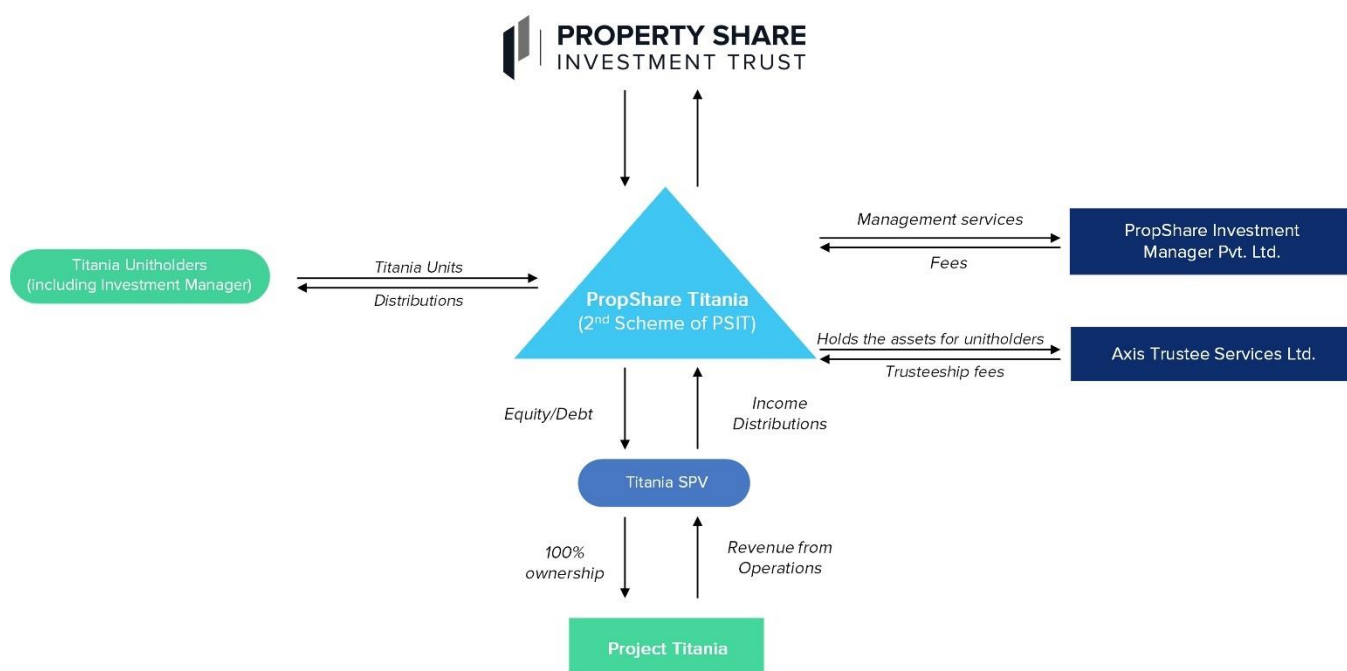 PROPERTY SHARE
INVESTMENT TRUST
Management services
Fees
PropShare Investment
Manager Pvt. Ltd.
Titania Unitholders
(including Investment Manager)
Titania Units
Distributions
PropShare Titania
(2nd Scheme of PSIT)
Holds the assets for unitholders
Trusteeship fees
Axis Trustee Services Ltd.
Equity/Debt
Income
Distributions
Titania SPV
100%
ownership
Revenue from
Operations
Project Titania